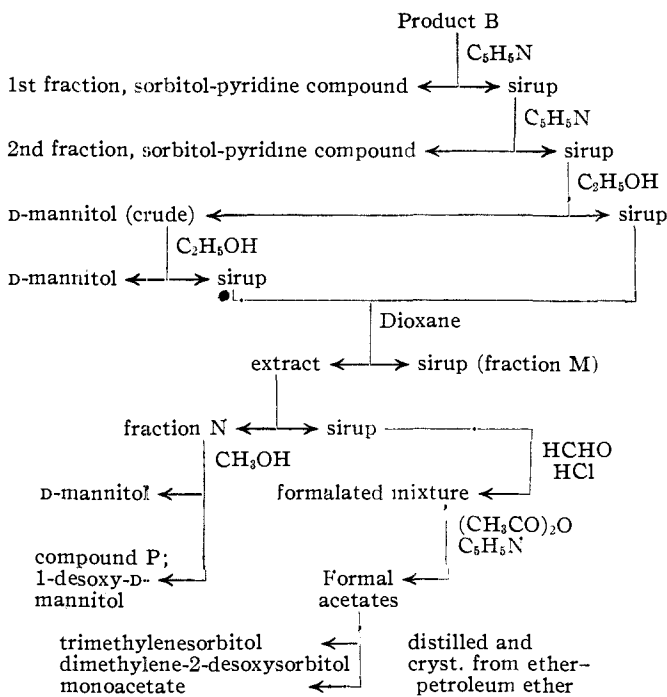 Product B
C₅H₅N
1st fraction, sorbitol-pyridine compound sirup
C₅H₅N
2nd fraction, sorbitol-pyridine compound sirup
C₂H₅OH
D-mannitol (crude) sirup
C₂H₅OH
D-mannitol sirup
Dioxane
extract sirup (fraction M)
fraction N sirup
CH₃OH
HCHO
HCl
D-mannitol
formalated mixture
(CH₃CO)₂O
C₅H₅N
compound P;
1-desoxy-D-
mannitol
Formal
acetates
trimethylenesorbitol
dimethylene-2-desoxysorbitol
monoacetate
distilled and
cryst. from ether-
petroleum ether